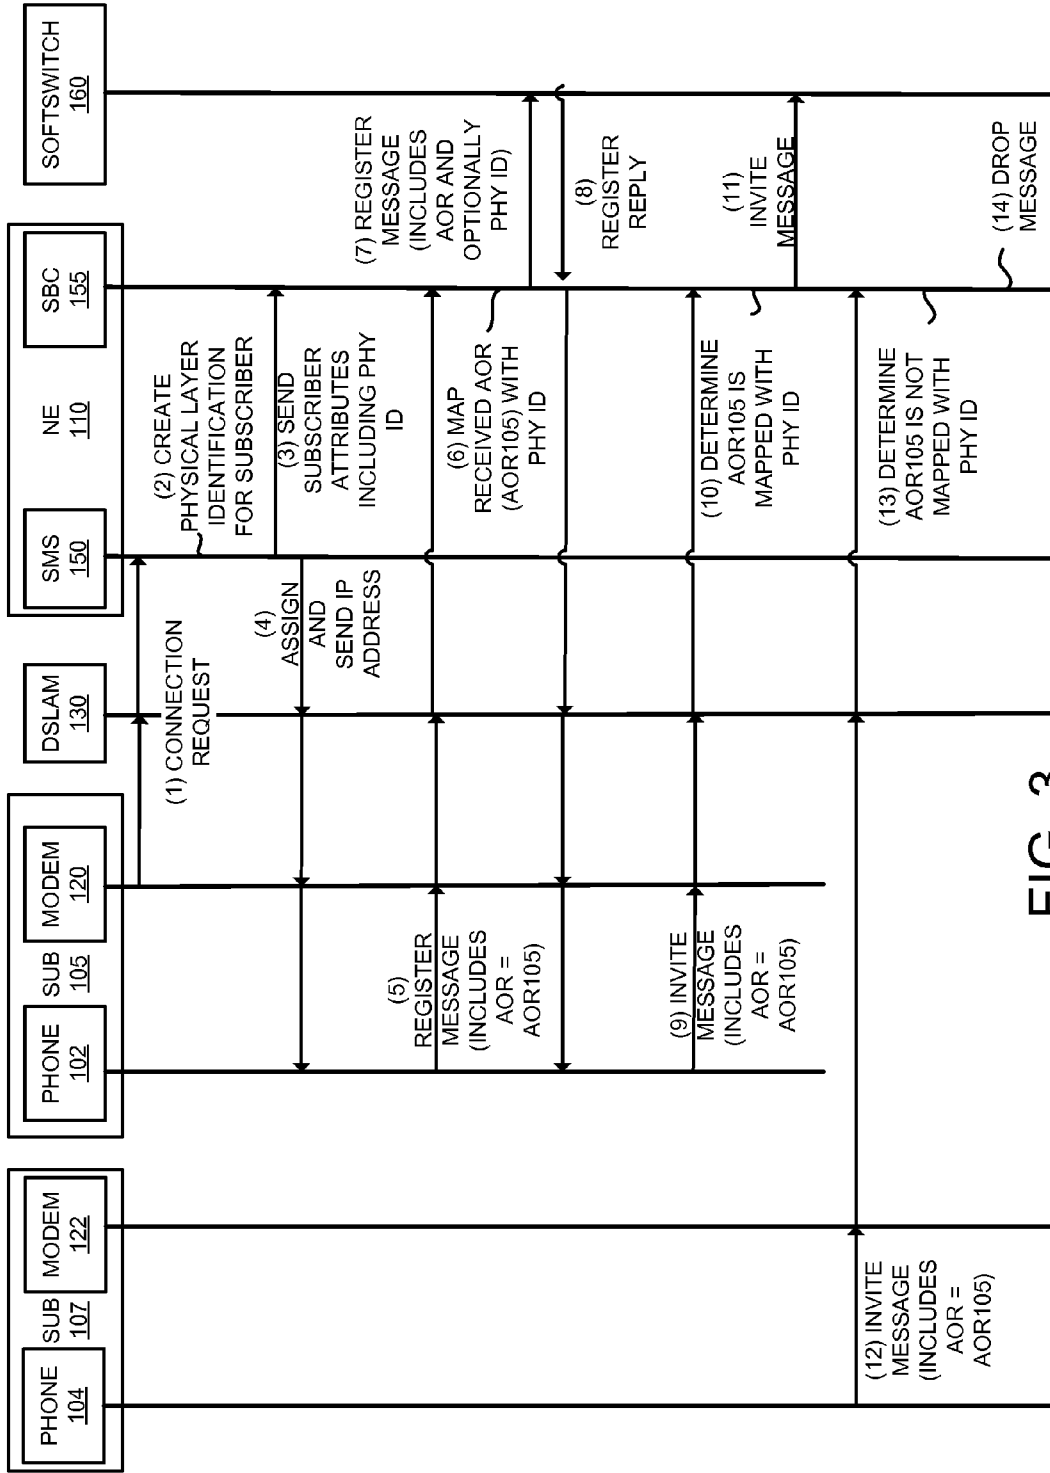 PHONE
104
SUB
107
MODEM
122
PHONE
102
SUB
105
MODEM
120
DSLAM
130
SMS
150
NE
110
SBC
155
SOFTSWITCH
160
(1) CONNECTION
REQUEST
(2) CREATE
PHYSICAL LAYER
IDENTIFICATION
FOR SUBSCRIBER
(3) SEND
SUBSCRIBER
ATTRIBUTES
INCLUDING PHY
ID
(4)
ASSIGN
AND
SEND IP
ADDRESS
(5)
REGISTER
MESSAGE
(INCLUDES
AOR =
AOR105)
(6) MAP
RECEIVED AOR
(AOR105) WITH
PHY ID
(7) REGISTER
MESSAGE
(INCLUDES
AOR AND
OPTIONALLY
PHY ID)
(8)
REGISTER
REPLY
(9) INVITE
MESSAGE
(INCLUDES
AOR =
AOR105)
(10) DETERMINE
AOR105 IS
MAPPED WITH
PHY ID
(11)
INVITE
MESSAGE
(12) INVITE
MESSAGE
(INCLUDES
AOR =
AOR105)
(13) DETERMINE
AOR105 IS NOT
MAPPED WITH
PHY ID
(14) DROP
MESSAGE
FIG. 3